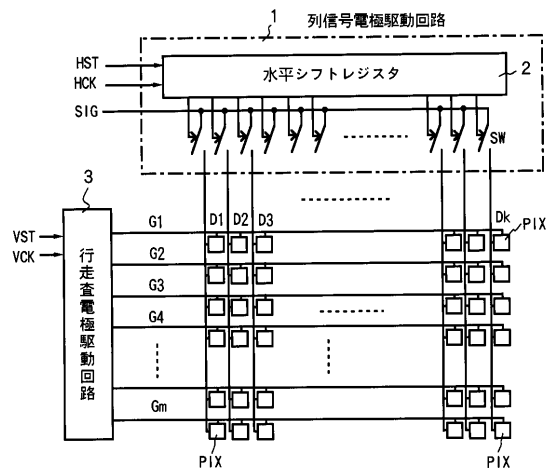 1
列信号電極駆動回路
HST
水平シフトレジスタ
2
HCK
SIG
SW
3
VST
VCK
行走査電極駆動回路
G1
D1 D2 D3
Dk
PIX
G2
G3
G4
Gm
PIX
PIX